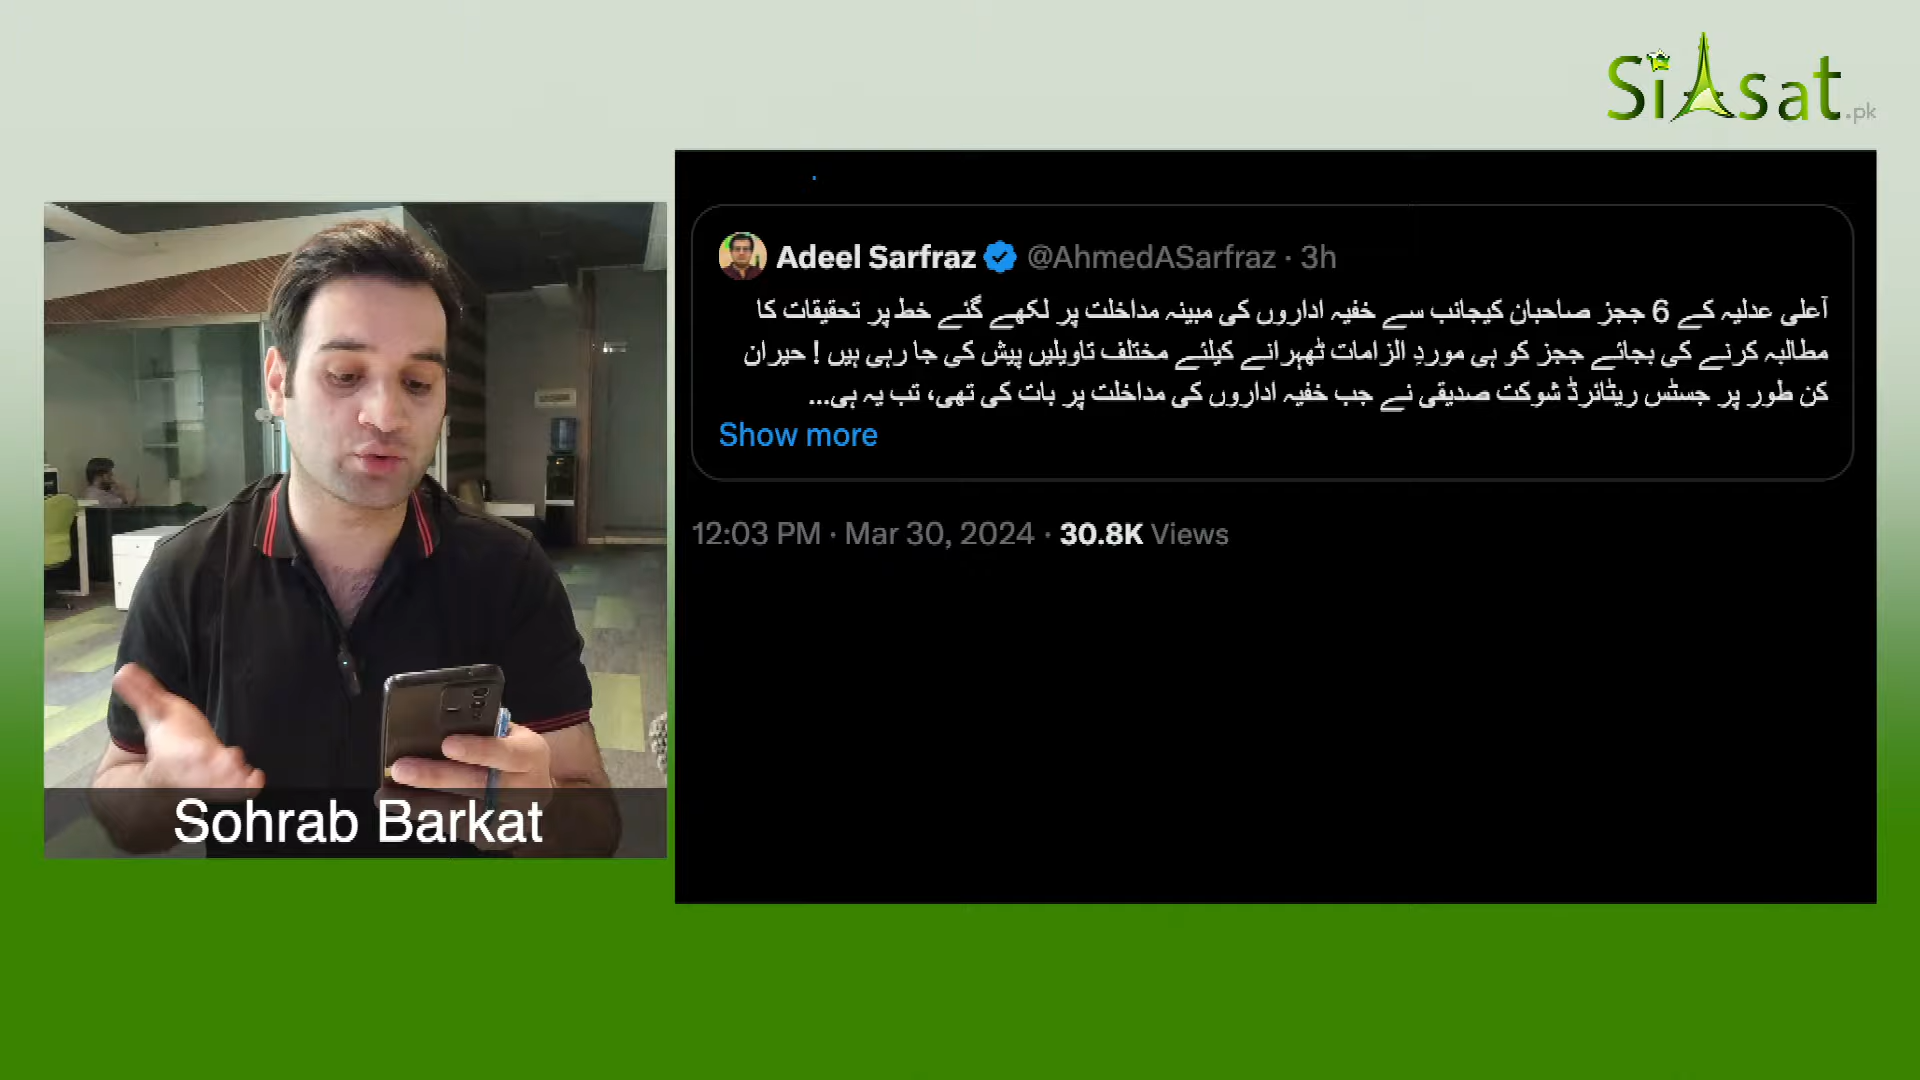 SiAsat.pk
Adeel Sarfraz @AhmedASarfraz · 3h
آعلی عدلیہ کے 6 ججز صاحبان کیجانب سے خفیہ اداروں کی مبینہ مداخلت پر لکھے گئے خط پر تحقیقات کا
مطالبہ کرنے کی بجائے ججز کو ہی موردِ الزامات ٹھہرانے کیلئے مختلف تاویلیں پیش کی جا رہی ہیں ! حیران
کن طور پر جسٹس ریٹائرڈ شوکت صدیقی نے جب خفیہ اداروں کی مداخلت پر بات کی تھی، تب یہ ہی...
Show more
12:03 PM · Mar 30, 2024 · 30.8K Views
Sohrab Barkat